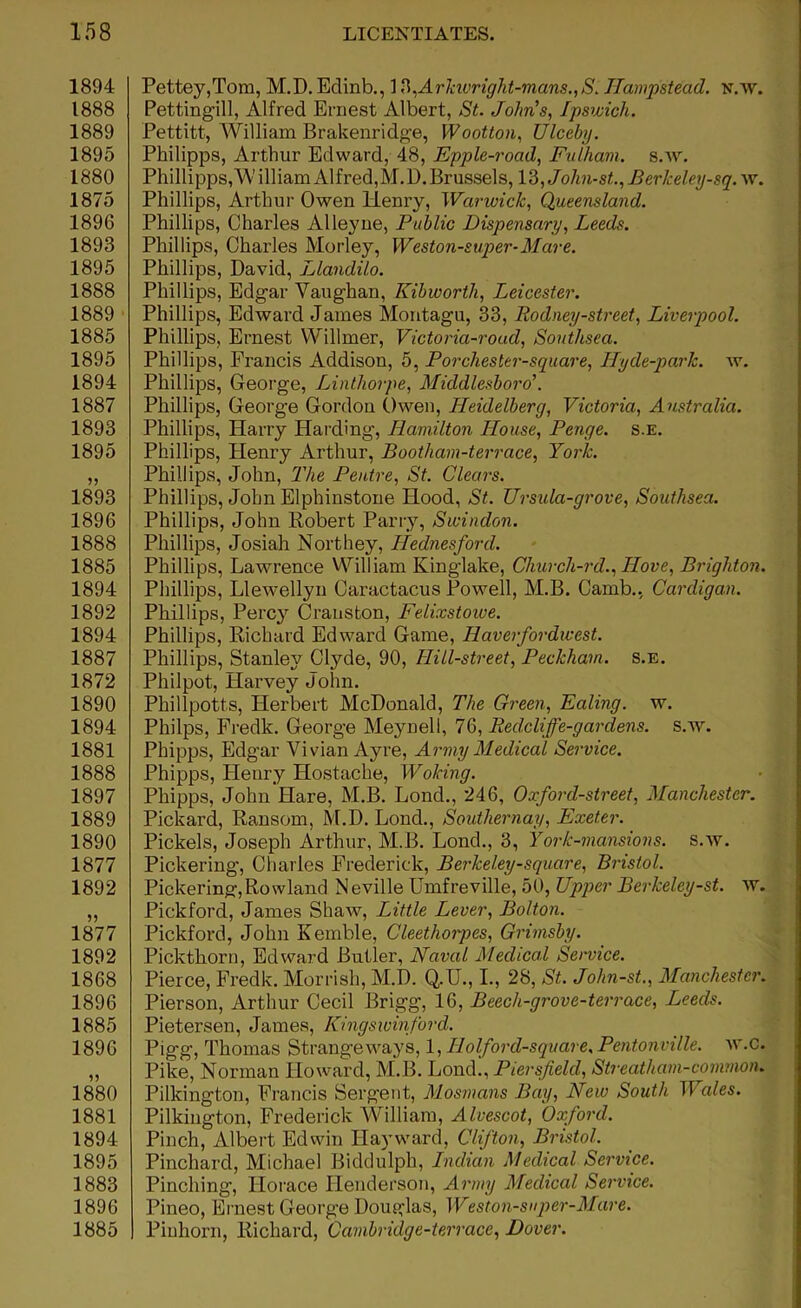 158 LICENTIATES.
1894 Pettey,Tom, M.D. Edinb., 13,Arkwright-mans.,S. Hampstead. N.W.
1888 Pettingill, Alfred Ernest Albert, St. John's, Ipswich.
1889 Pettitt, William Brakenridge, Wootton, Ulceby.
1895 Philipps, Arthur Edward, 48, Epple-road, Fulham. S.W.
1880 Phillipps,William Alfred,M.D.Brussels, 13,John-st.,Berkeley-sq. W.
1875 Phillips, Arthur Owen Henry, Warwick, Queensland.
1896 Phillips, Charles Alleyne, Public Dispensary, Leeds.
1893 Phillips, Charles Morley, Weston-super-Mare.
1895 Phillips, David, Llandilo.
1888 Phillips, Edgar Vaughan, Kibworth, Leicester.
1889 Phillips, Edward James Montagu, 33, Rodney-street, Liverpool.
1885 Phillips, Ernest Willmer, Victoria-road, Southsea.
1895 Phillips, Francis Addison, 5, Porchester-square, Hyde-park. W.
1894 Phillips, George, Linthorpe, Middlesboro'.
1887 Phillips, George Gordon Owen, Heidelberg, Victoria, Australia.
1893 Phillips, Harry Harding, Hamilton House, Penge. S.E.
1895 Phillips, Henry Arthur, Bootham-terrace, York.
„ Phillips, John, The Pentre, St. Clears.
1893 Phillips, John Elphinstone Hood, St. Ursula-grove, Southsea.
1896 Phillips, John Robert Parry, Swindon.
1888 Phillips, Josiah Northey, Hednesford.
1885 Phillips, Lawrence William Kinglake, Church-rd., Hove, Brighton.
1894 Phillips, Llewellyn Caractacus Powell, M.B. Camb., Cardigan.
1892 Phillips, Percy Cranston, Felixstowe.
1894 Phillips, Richard Edward Game, Haverfordwest.
1887 Phillips, Stanley Clyde, 90, Hill-street, Peckham. S.E.
1872 Philpot, Harvey John.
1890 Phillpotts, Herbert McDonald, The Green, Ealing. W.
1894 Philps, Fredk. George Meynell, 76, Redcliffe-gardens. S.W.
1881 Phipps, Edgar Vivian Ayre, Army Medical Service.
1888 Phipps, Henry Hostache, Woking.
1897 Phipps, John Hare, M.B. Lond., 246, Oxford-street, Manchester.
1889 Pickard, Ransom, M.D. Lond., Southernay, Exeter.
1890 Pickels, Joseph Arthur, M.B. Lond., 3, York-mansions. S.W.
1877 Pickering, Charles Frederick, Berkeley-square, Bristol.
1892 Pickering,Rowland Neville Umfreville, 50, Upper Berkeley-st. W.
„ Pickford, James Shaw, Little Lever, Bolton.
1877 Pickford, John Kemble, Cleethorpes, Grimsby.
1892 Pickthorn, Edward Butler, Naval Medical Service.
1868 Pierce, Fredk. Morrish, M.D. Q.U., I., 28, St. John-st., Manchester.
1896 Pierson, Arthur Cecil Brigg, 16, Beech-grove-terrace, Leeds.
1885 Pietersen, James, Kingswinford.
1896 Pigg, Thomas Strangeways, 1, Holford-square, Pentonville. W.C.
„ Pike, Norman Howard, M.B. Lond., Piersfield, Streatham-common.
1880 Pilkington, Francis Sergent, Mosmans Bay, New South Wales.
1881 Pilkington, Frederick William, Alvescot, Oxford.
1894 Pinch, Albert Edwin Hayward, Clifton, Bristol.
1895 Pinchard, Michael Biddulph, Indian Medical Service.
1883 Pinching, Horace Henderson, Army Medical Service.
1896 Pineo, Ernest George Douglas, Weston-super-Mare.
1885 Pinhorn, Richard, Cambridge-terrace, Dover.